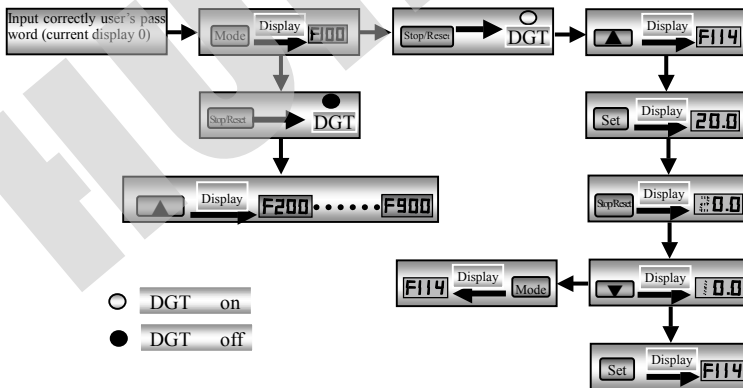 Input correctly user's pass
word (current display 0)
Mode Display F100
Stop/Reset DGT
▲ Display F114
Stop/Reset DGT
Set Display 20.0
▲ Display F200 ······ F900
Stop/Reset Display 20.0
F114 Display Mode
▼ Display 10.0
DGT on
DGT off
Set Display F114